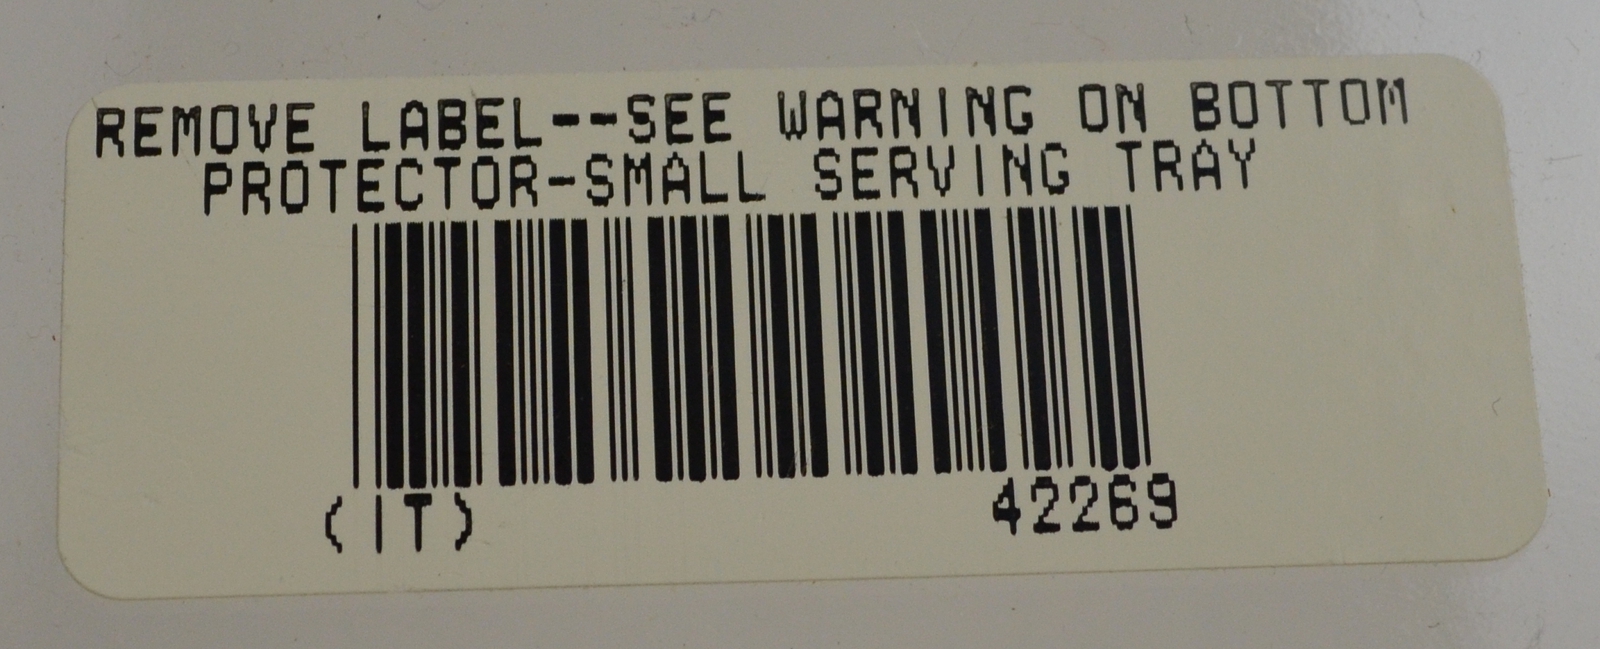 REMOVE LABEL--SEE WARNING ON BOTTOM
PROTECTOR-SMALL SERVING TRAY
(IT) 42269